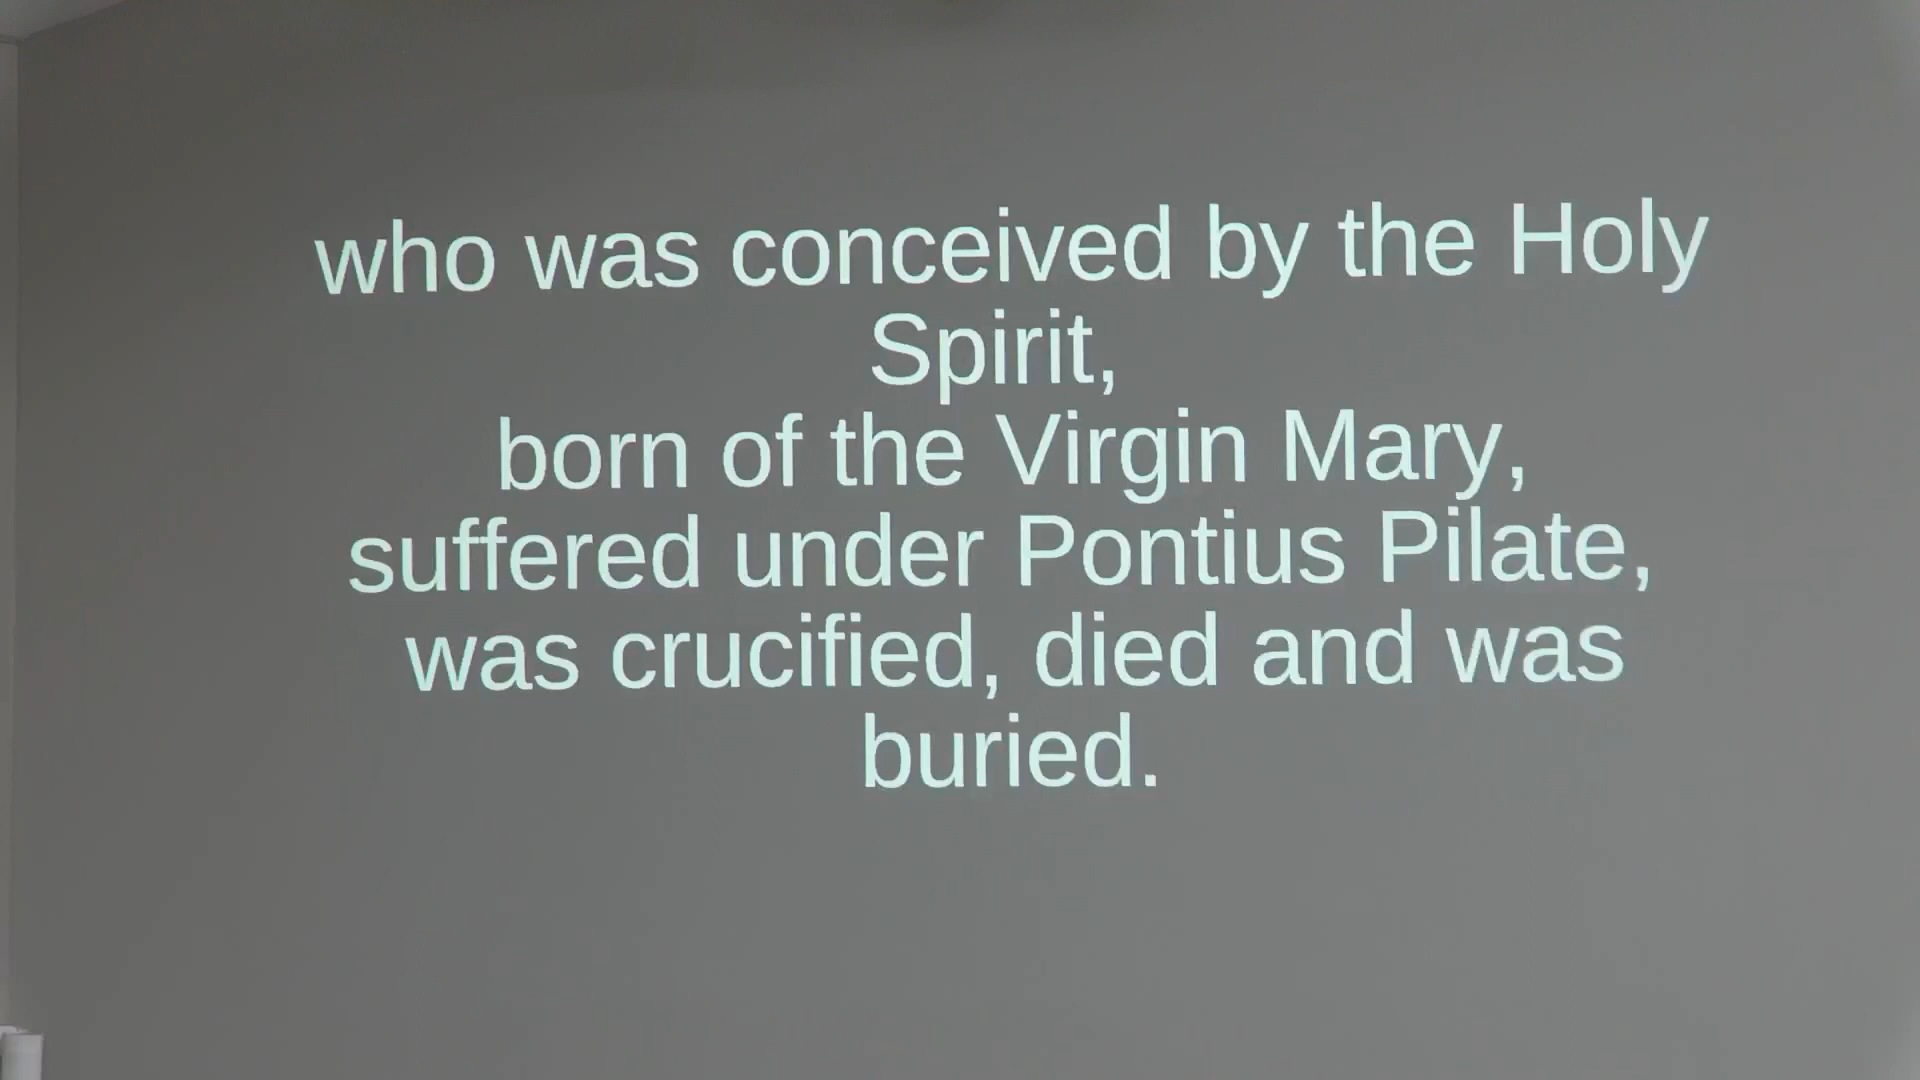 who was conceived by the Holy
Spirit,
born of the Virgin Mary,
suffered under Pontius Pilate,
was crucified, died and was
buried.